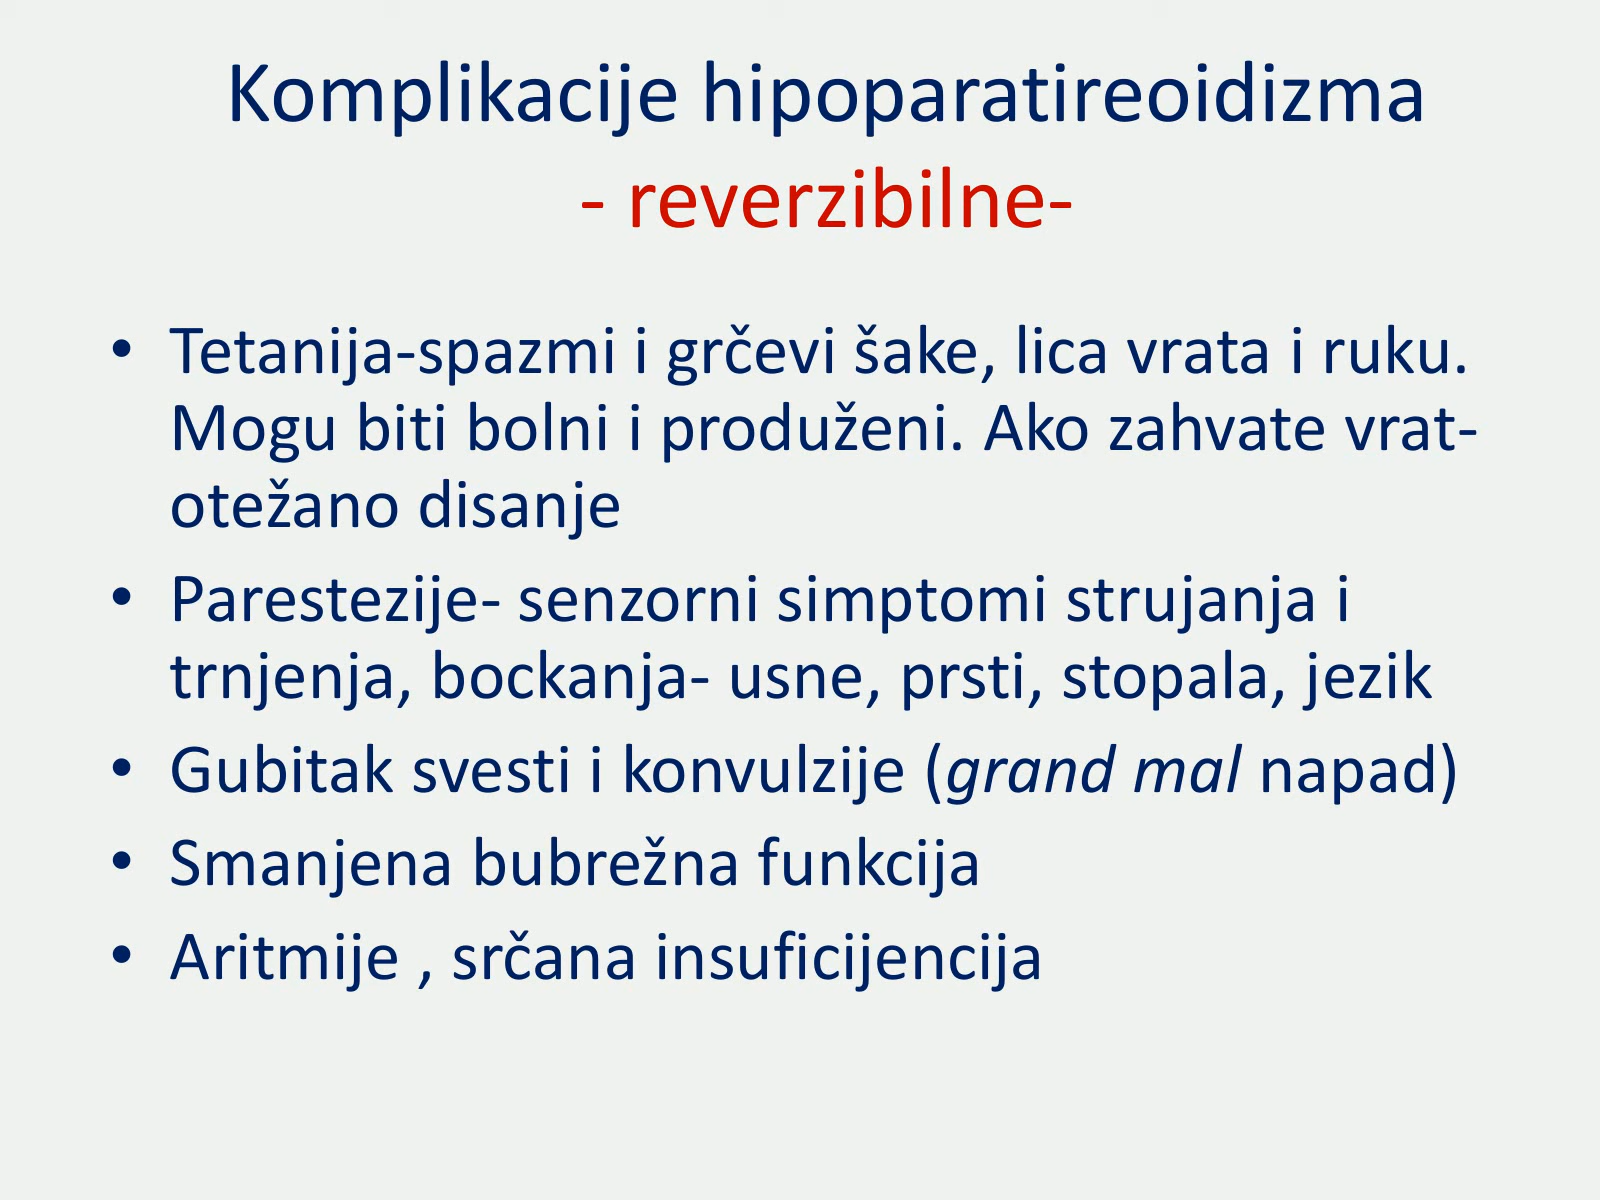 Komplikacije hipoparatireoidizma
- reverzibilne-
• Tetanija-spazmi i grčevi šake, lica vrata i ruku.
Mogu biti bolni i produženi. Ako zahvate vrat-
otežano disanje
• Parestezije- senzorni simptomi strujanja i
trnjenja, bockanja- usne, prsti, stopala, jezik
• Gubitak svesti i konvulzije (grand mal napad)
• Smanjena bubrežna funkcija
• Aritmije , srčana insuficijencija